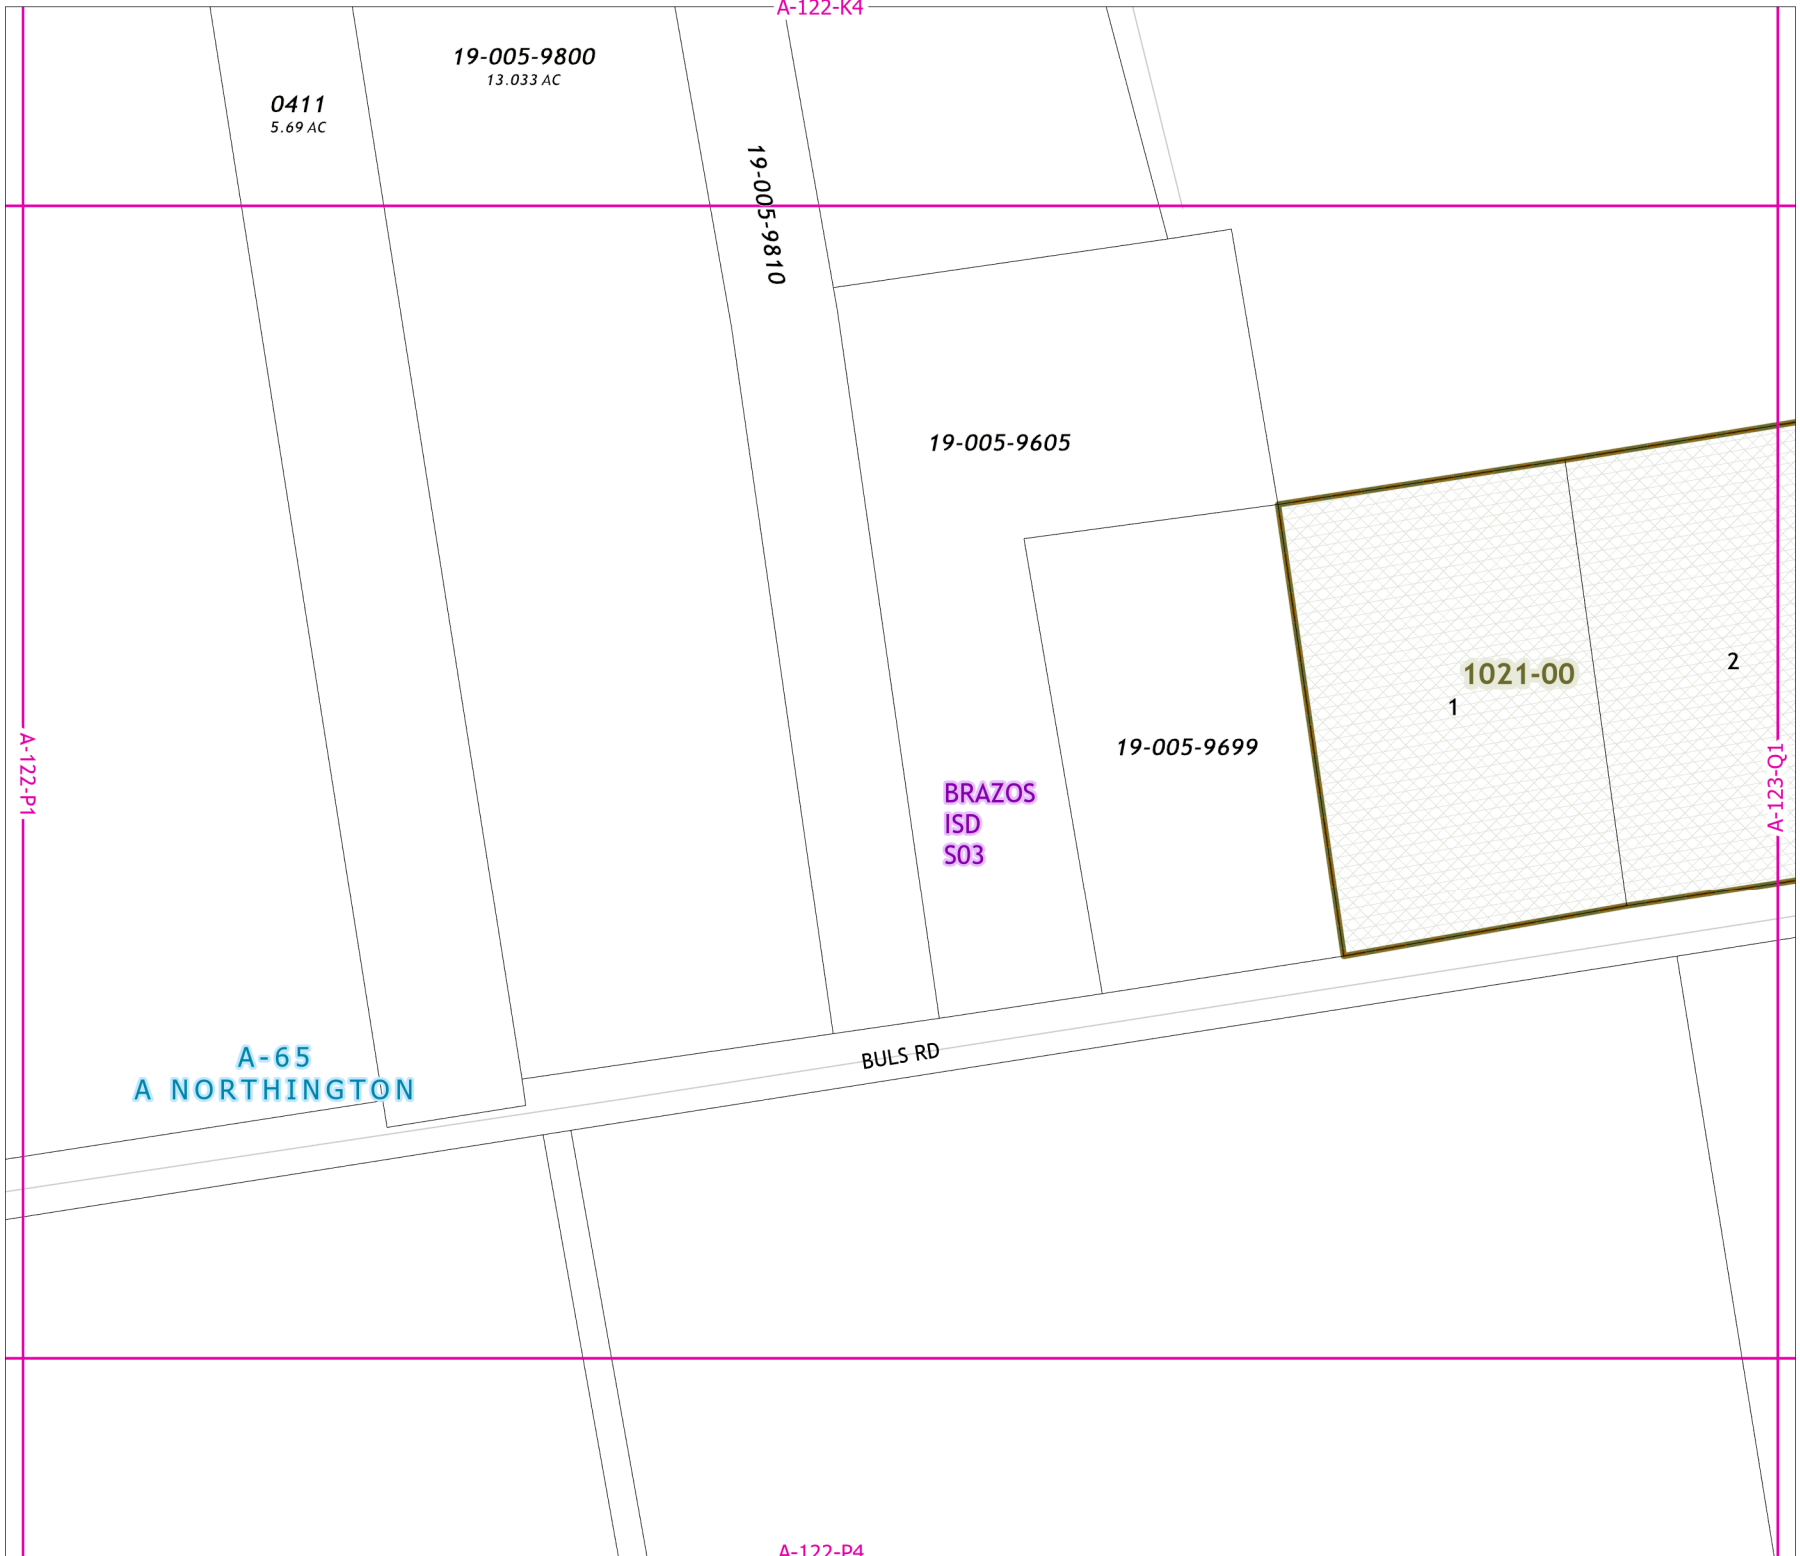 A-122-K4
19-005-9800
13.033 AC
0411
5.69 AC
19-005-9810
19-005-9605
1021-00
2
1
19-005-9699
A-122-P1
A-123-Q1
BRAZOS
ISD
S03
BULS RD
A-65
A NORTHINGTON
A-122-P4